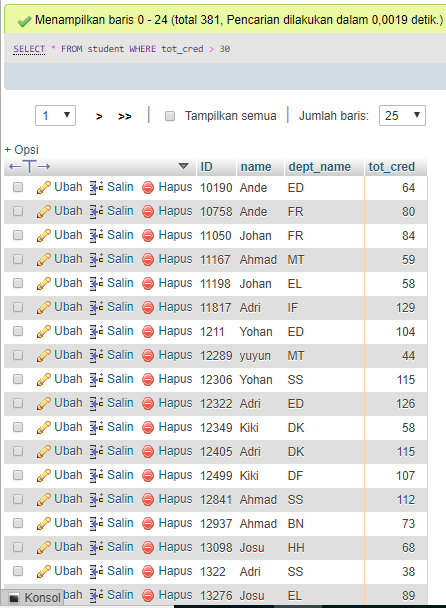 Menampilkan baris 0 - 24 (total 381, Pencarian dilakukan dalam 0,0019 detik.)
SELECT * FROM student WHERE tot_cred > 30
1 > >> Tampilkan semua Jumlah baris: 25
+ Opsi
←T→ ID name dept_name tot_cred
Ubah Salin Hapus 10190 Ande ED 64
Ubah Salin Hapus 10758 Ande FR 80
Ubah Salin Hapus 11050 Johan FR 84
Ubah Salin Hapus 11167 Ahmad MT 59
Ubah Salin Hapus 11198 Johan EL 58
Ubah Salin Hapus 11817 Adri IF 129
Ubah Salin Hapus 1211 Yohan ED 104
Ubah Salin Hapus 12289 yuyun MT 44
Ubah Salin Hapus 12306 Yohan SS 115
Ubah Salin Hapus 12322 Adri ED 126
Ubah Salin Hapus 12349 Kiki DK 58
Ubah Salin Hapus 12405 Adri DK 115
Ubah Salin Hapus 12499 Kiki DF 107
Ubah Salin Hapus 12841 Ahmad SS 112
Ubah Salin Hapus 12937 Ahmad BN 73
Ubah Salin Hapus 13098 Josu HH 68
Ubah Salin Hapus 1322 Adri SS 38
Konsol bah Salin Hapus 13276 Josu EL 89